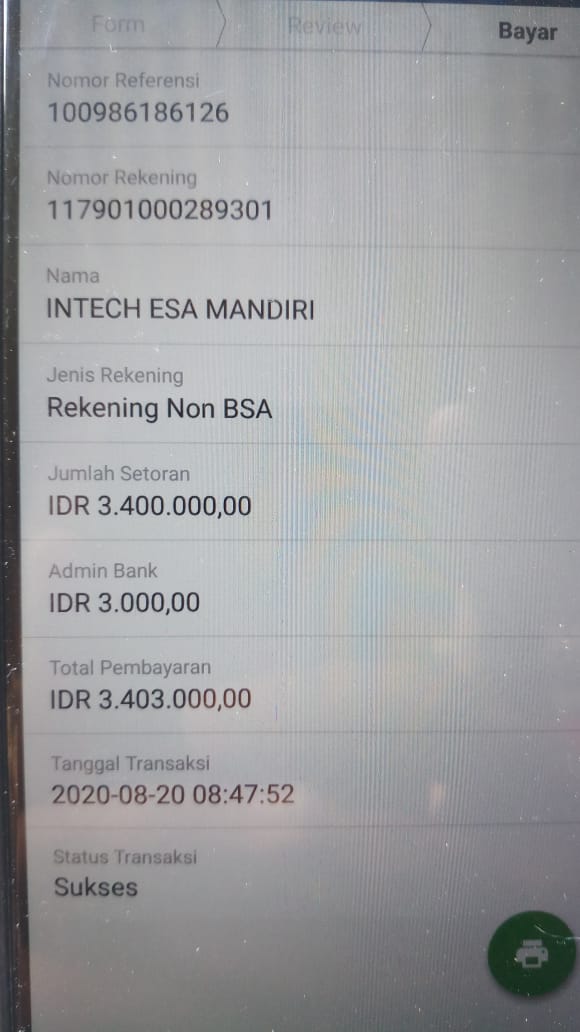 Form
Review
Bayar
Nomor Referensi
100986186126
Nomor Rekening
117901000289301
Nama
INTECH ESA MANDIRI
Jenis Rekening
Rekening Non BSA
Jumlah Setoran
IDR 3.400.000,00
Admin Bank
IDR 3.000,00
Total Pembayaran
IDR 3.403.000,00
Tanggal Transaksi
2020-08-20 08:47:52
Status Transaksi
Sukses